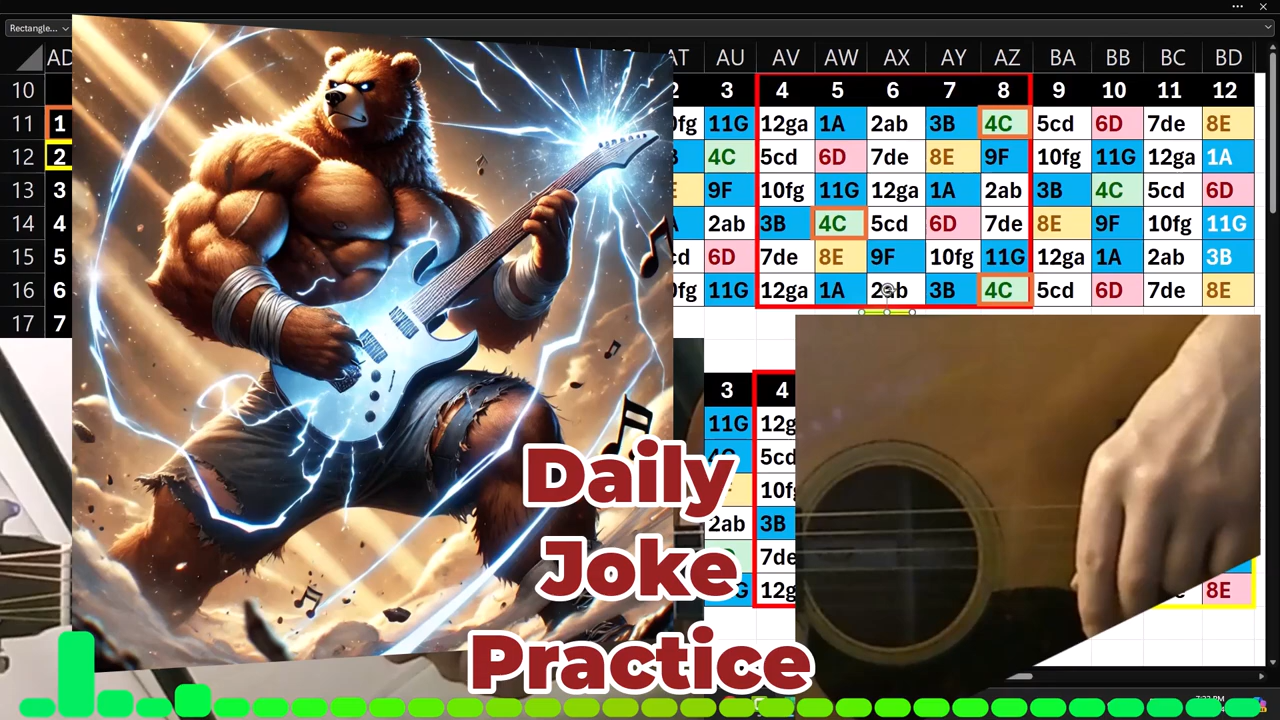 Rectangle...
AD AT AU AV AW AX AY AZ BA BB BC BD
10 2 3 4 5 6 7 8 9 10 11 12
11 1 0fg 11G 12ga 1A 2ab 3B 4C 5cd 6D 7de 8E
12 2 4C 5cd 6D 7de 8E 9F 10fg 11G 12ga 1A
13 3 9F 10fg 11G 12ga 1A 2ab 3B 4C 5cd 6D
14 4 2ab 3B 4C 5cd 6D 7de 8E 9F 10fg 11G
15 5 6D 7de 8E 9F 10fg 11G 12ga 1A 2ab 3B
16 6 0fg 11G 12ga 1A 2ab 3B 4C 5cd 6D 7de 8E
17 7
3 4
11G 12g
5cd
10f
2ab 3B
7de
12g 8E
Daily
Joke
Practice